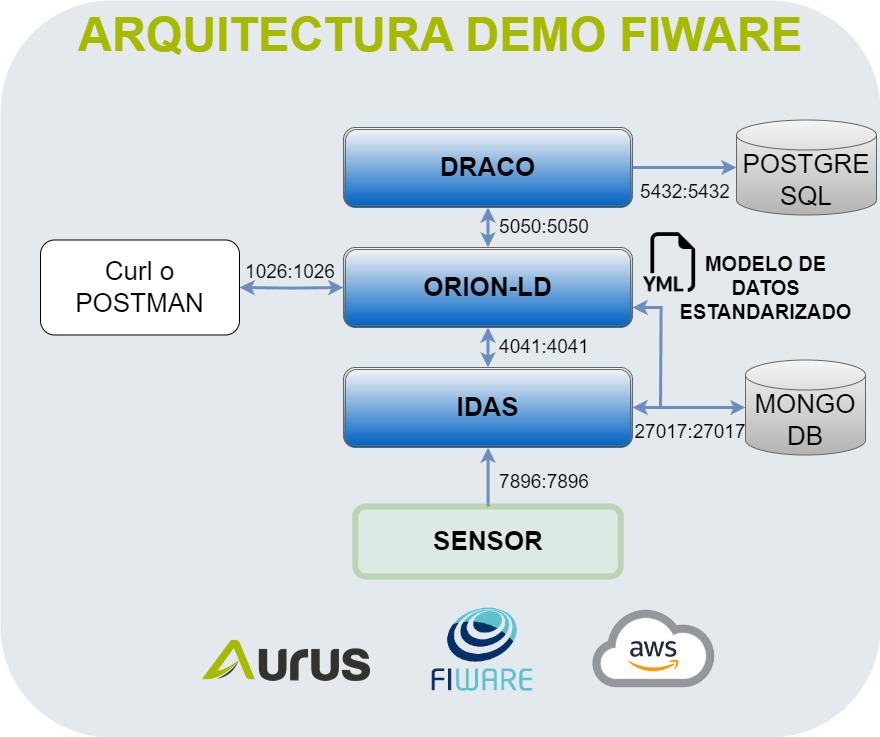 ARQUITECTURA DEMO FIWARE
DRACO
POSTGRE
SQL
5432:5432
5050:5050
Curl o
POSTMAN
1026:1026
ORION-LD
YML
MODELO DE
DATOS
ESTANDARIZADO
4041:4041
IDAS
MONGO
DB
27017:27017
7896:7896
SENSOR
Aurus
FIWARE
aws